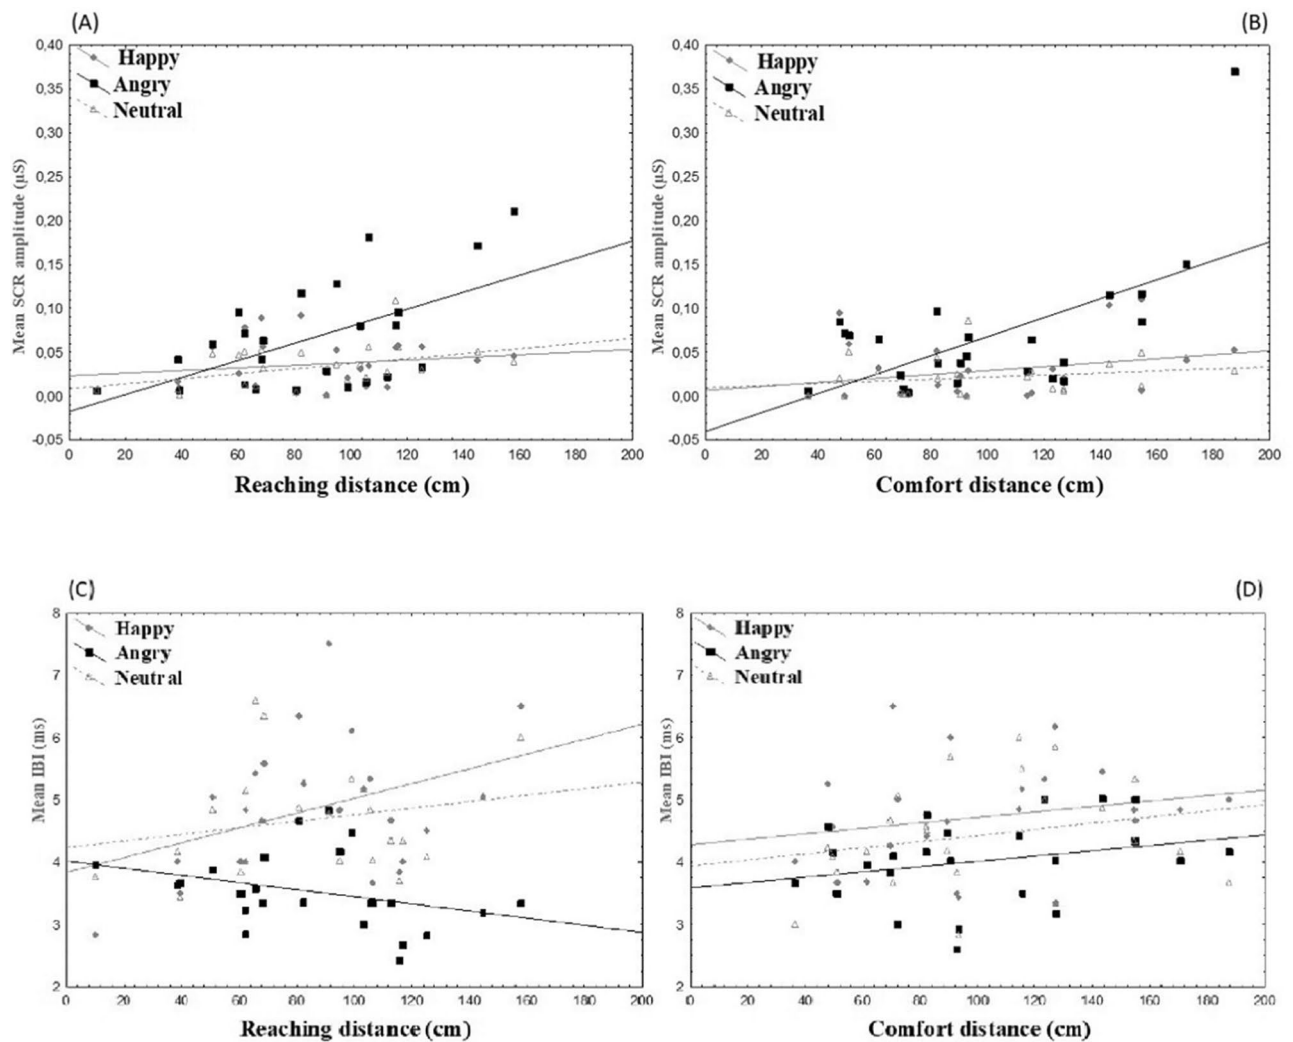 (A)
Happy
Angry
Neutral
Mean SCR amplitude (µS)
0,40
0,35
0,30
0,25
0,20
0,15
0,10
0,05
0,00
-0,05
0 20 40 60 80 100 120 140 160 180 200
Reaching distance (cm)
(B)
Happy
Angry
Neutral
Mean SCR amplitude (µS)
0,40
0,35
0,30
0,25
0,20
0,15
0,10
0,05
0,00
-0,05
0 20 40 60 80 100 120 140 160 180 200
Comfort distance (cm)
(C)
Happy
Angry
Neutral
Mean IBI (ms)
8
7
6
5
4
3
2
0 20 40 60 80 100 120 140 160 180 200
Reaching distance (cm)
(D)
Happy
Angry
Neutral
Mean IBI (ms)
8
7
6
5
4
3
2
0 20 40 60 80 100 120 140 160 180 200
Comfort distance (cm)